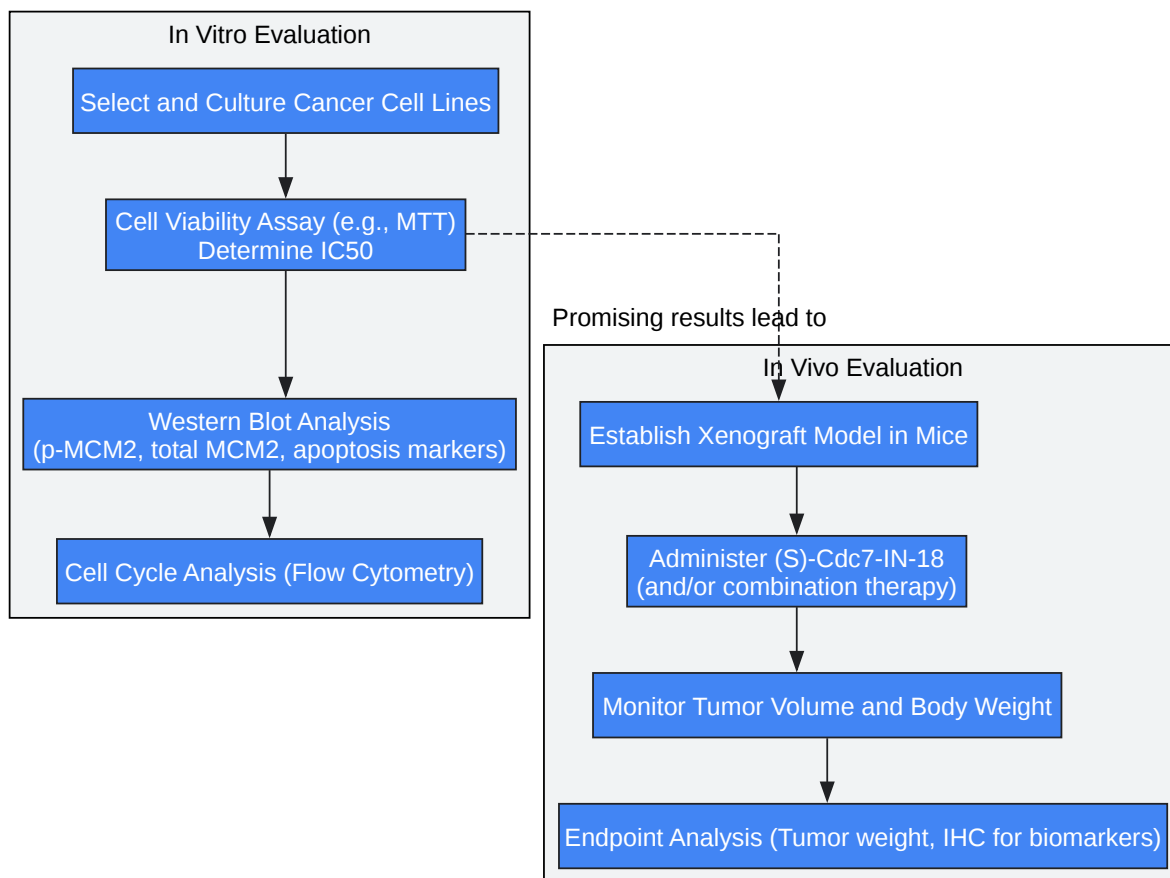 In Vitro Evaluation
Select and Culture Cancer Cell Lines
Cell Viability Assay (e.g., MTT)
Determine IC50
Western Blot Analysis
(p-MCM2, total MCM2, apoptosis markers)
Cell Cycle Analysis (Flow Cytometry)
Promising results lead to
In Vivo Evaluation
Establish Xenograft Model in Mice
Administer (S)-Cdc7-IN-18
(and/or combination therapy)
Monitor Tumor Volume and Body Weight
Endpoint Analysis (Tumor weight, IHC for biomarkers)